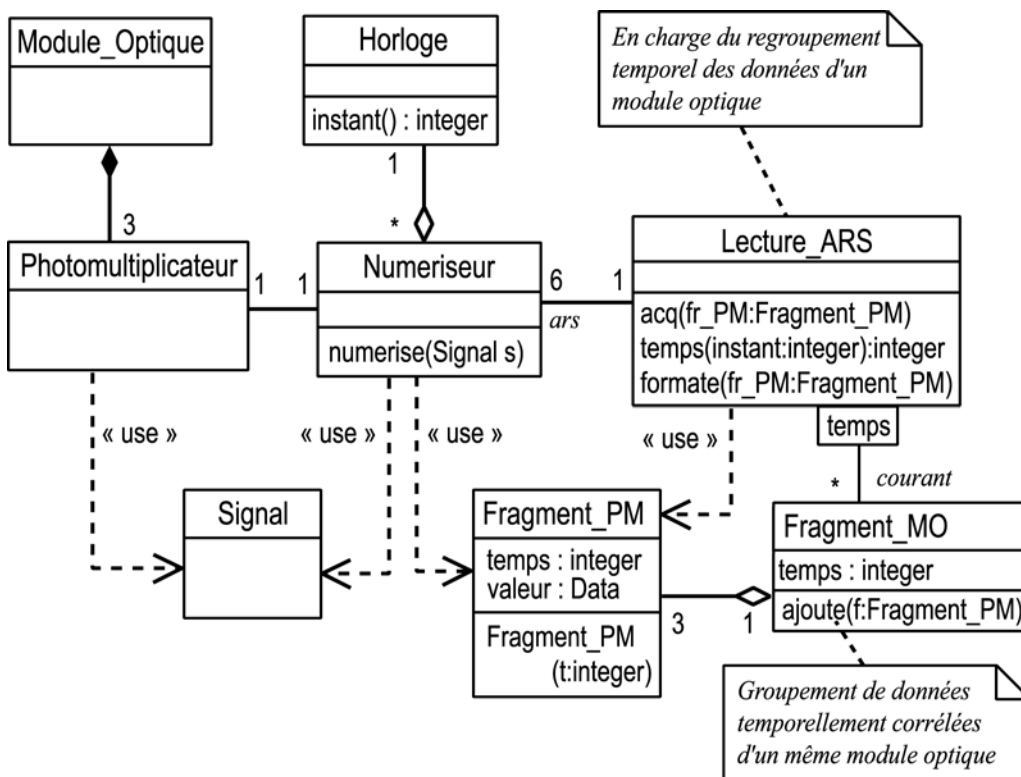 Module_Optique
Horloge
instant() : integer
En charge du regroupement
temporel des données d'un
module optique
1
*
3
Photomultiplicateur
1
1
Numeriseur
numerise(Signal s)
6
ars
1
Lecture_ARS
acq(fr_PM:Fragment_PM)
temps(instant:integer):integer
formate(fr_PM:Fragment_PM)
temps
« use »
« use »
« use »
« use »
*
courant
Signal
Fragment_PM
temps : integer
valeur : Data
Fragment_PM
(t:integer)
3
1
Fragment_MO
temps : integer
ajoute(f:Fragment_PM)
Groupement de données
temporellement corrélées
d'un même module optique